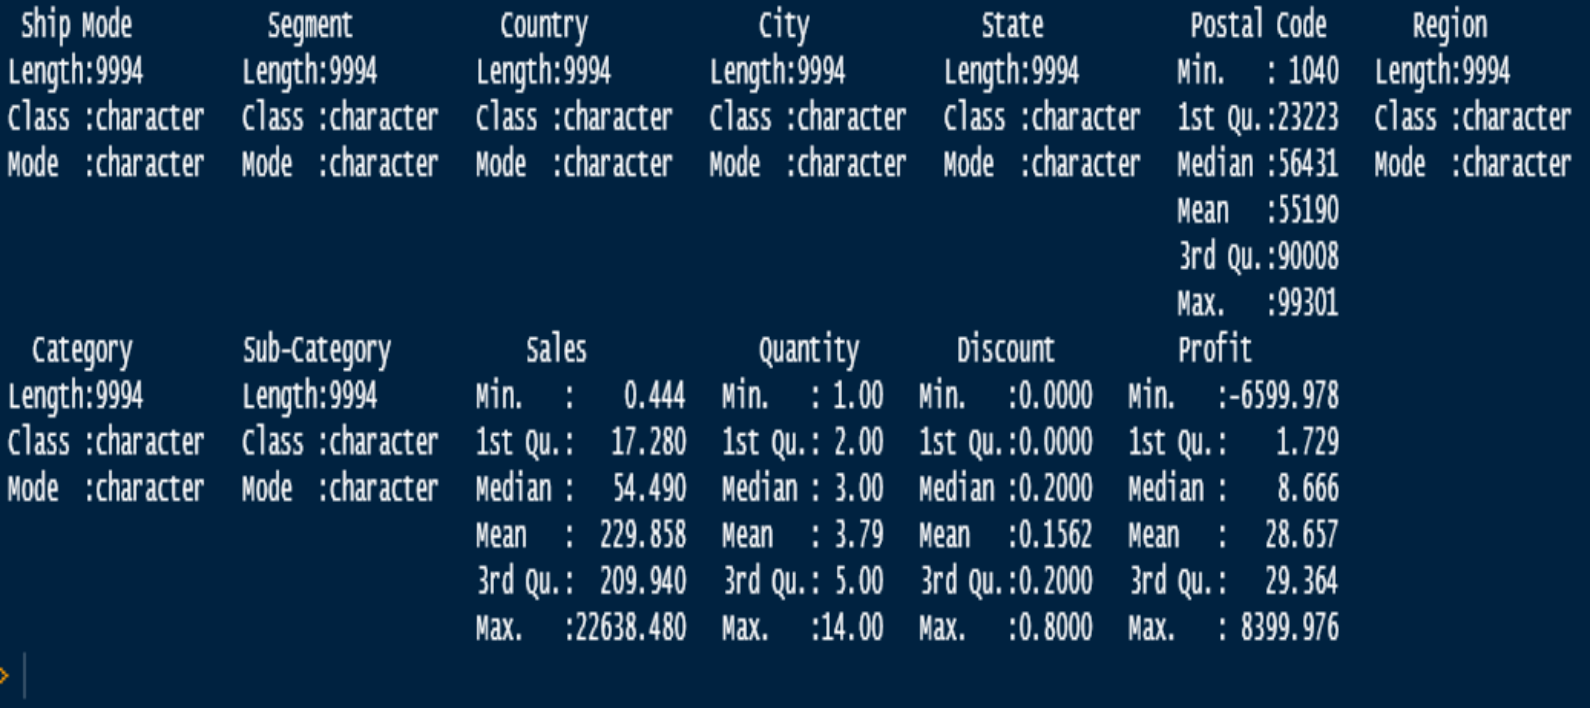 Ship Mode Segment Country City State Postal Code Region
Length:9994 Length:9994 Length:9994 Length:9994 Length:9994 Min. : 1040 Length:9994
Class :character Class :character Class :character Class :character Class :character 1st Qu.:23223 Class :character
Mode :character Mode :character Mode :character Mode :character Mode :character Median :56431 Mode :character
Mean :55190
3rd Qu.:90008
Max. :99301
Category Sub-Category Sales Quantity Discount Profit
Length:9994 Length:9994 Min. : 0.444 Min. : 1.00 Min. :0.0000 Min. :-6599.978
Class :character Class :character 1st Qu.: 17.280 1st Qu.: 2.00 1st Qu.:0.0000 1st Qu.: 1.729
Mode :character Mode :character Median : 54.490 Median : 3.00 Median :0.2000 Median : 8.666
Mean : 229.858 Mean : 3.79 Mean :0.1562 Mean : 28.657
3rd Qu.: 209.940 3rd Qu.: 5.00 3rd Qu.:0.2000 3rd Qu.: 29.364
Max. :22638.480 Max. :14.00 Max. :0.8000 Max. : 8399.976
>